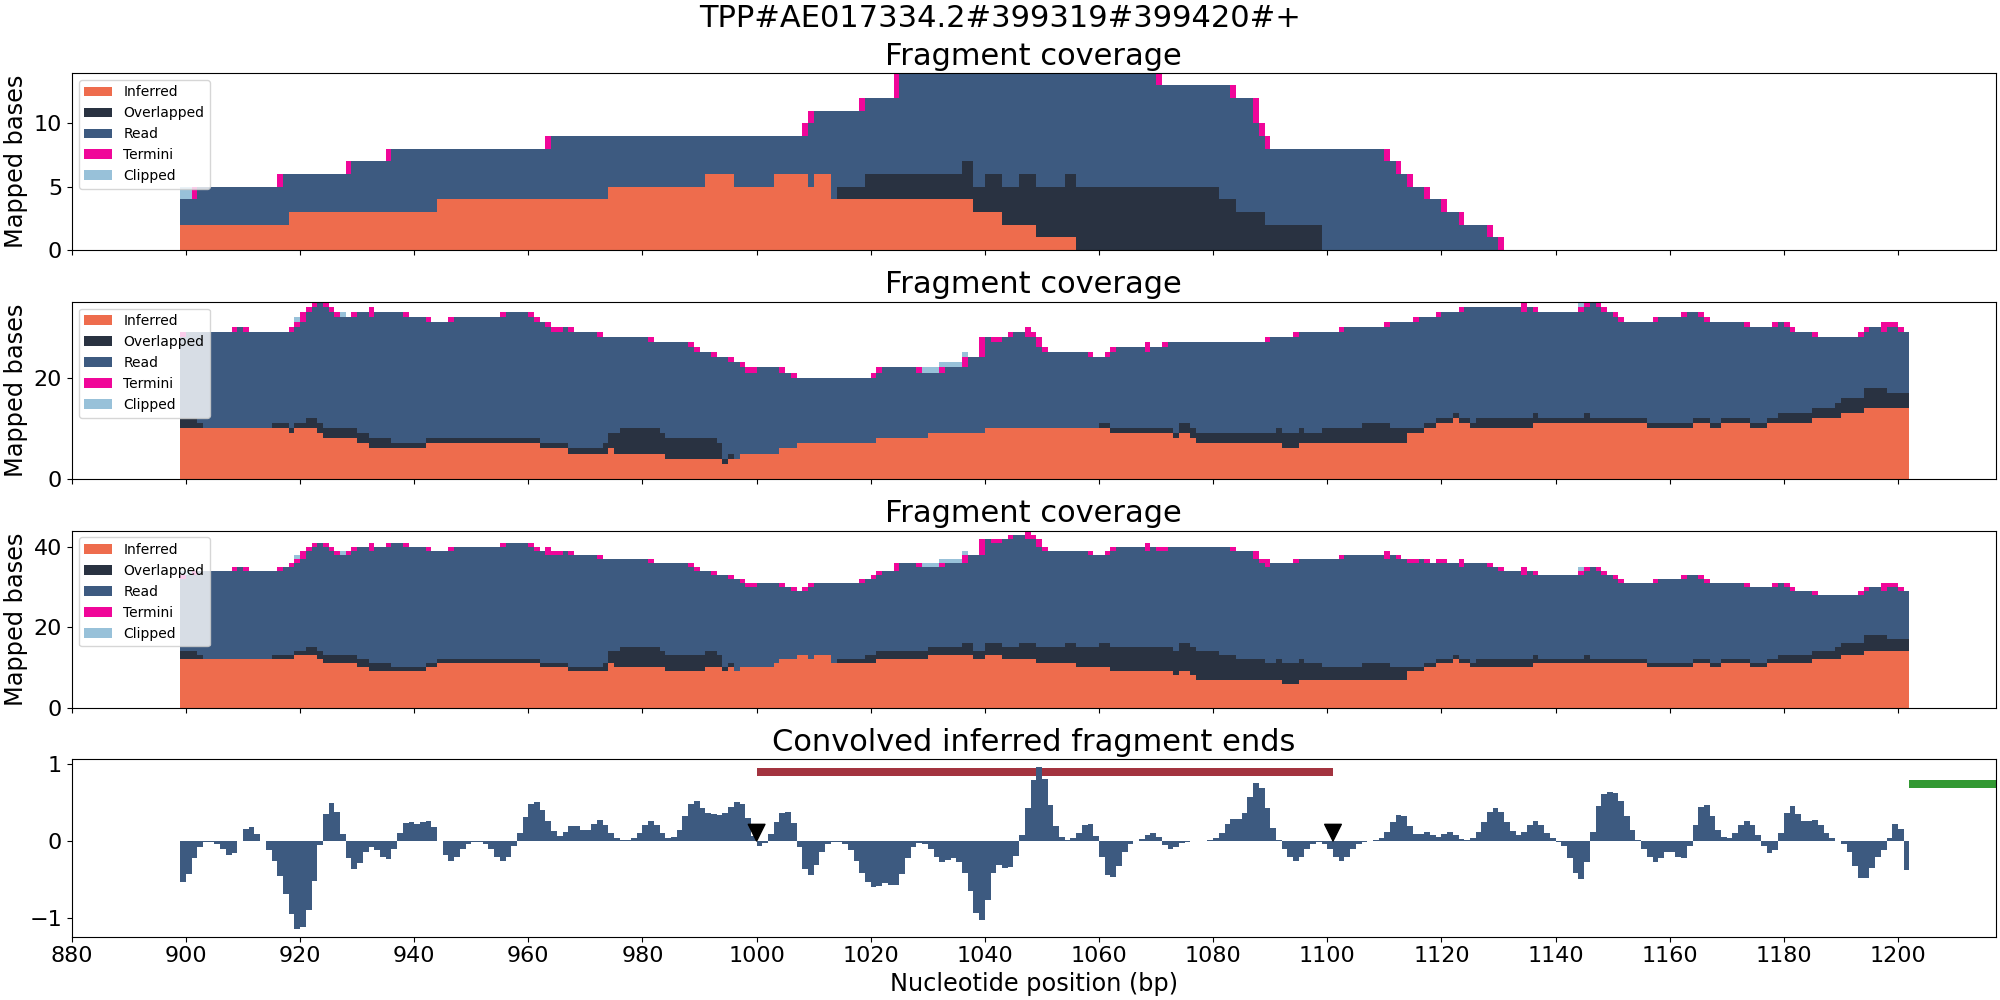 TPP#AE017334.2#399319#399420#+
Fragment coverage
Mapped bases
10
5
0
Inferred
Overlapped
Read
Termini
Clipped
Fragment coverage
Mapped bases
20
0
Inferred
Overlapped
Read
Termini
Clipped
Fragment coverage
Mapped bases
40
20
0
Inferred
Overlapped
Read
Termini
Clipped
Convolved inferred fragment ends
1
0
−1
880 900 920 940 960 980 1000 1020 1040 1060 1080 1100 1120 1140 1160 1180 1200
Nucleotide position (bp)